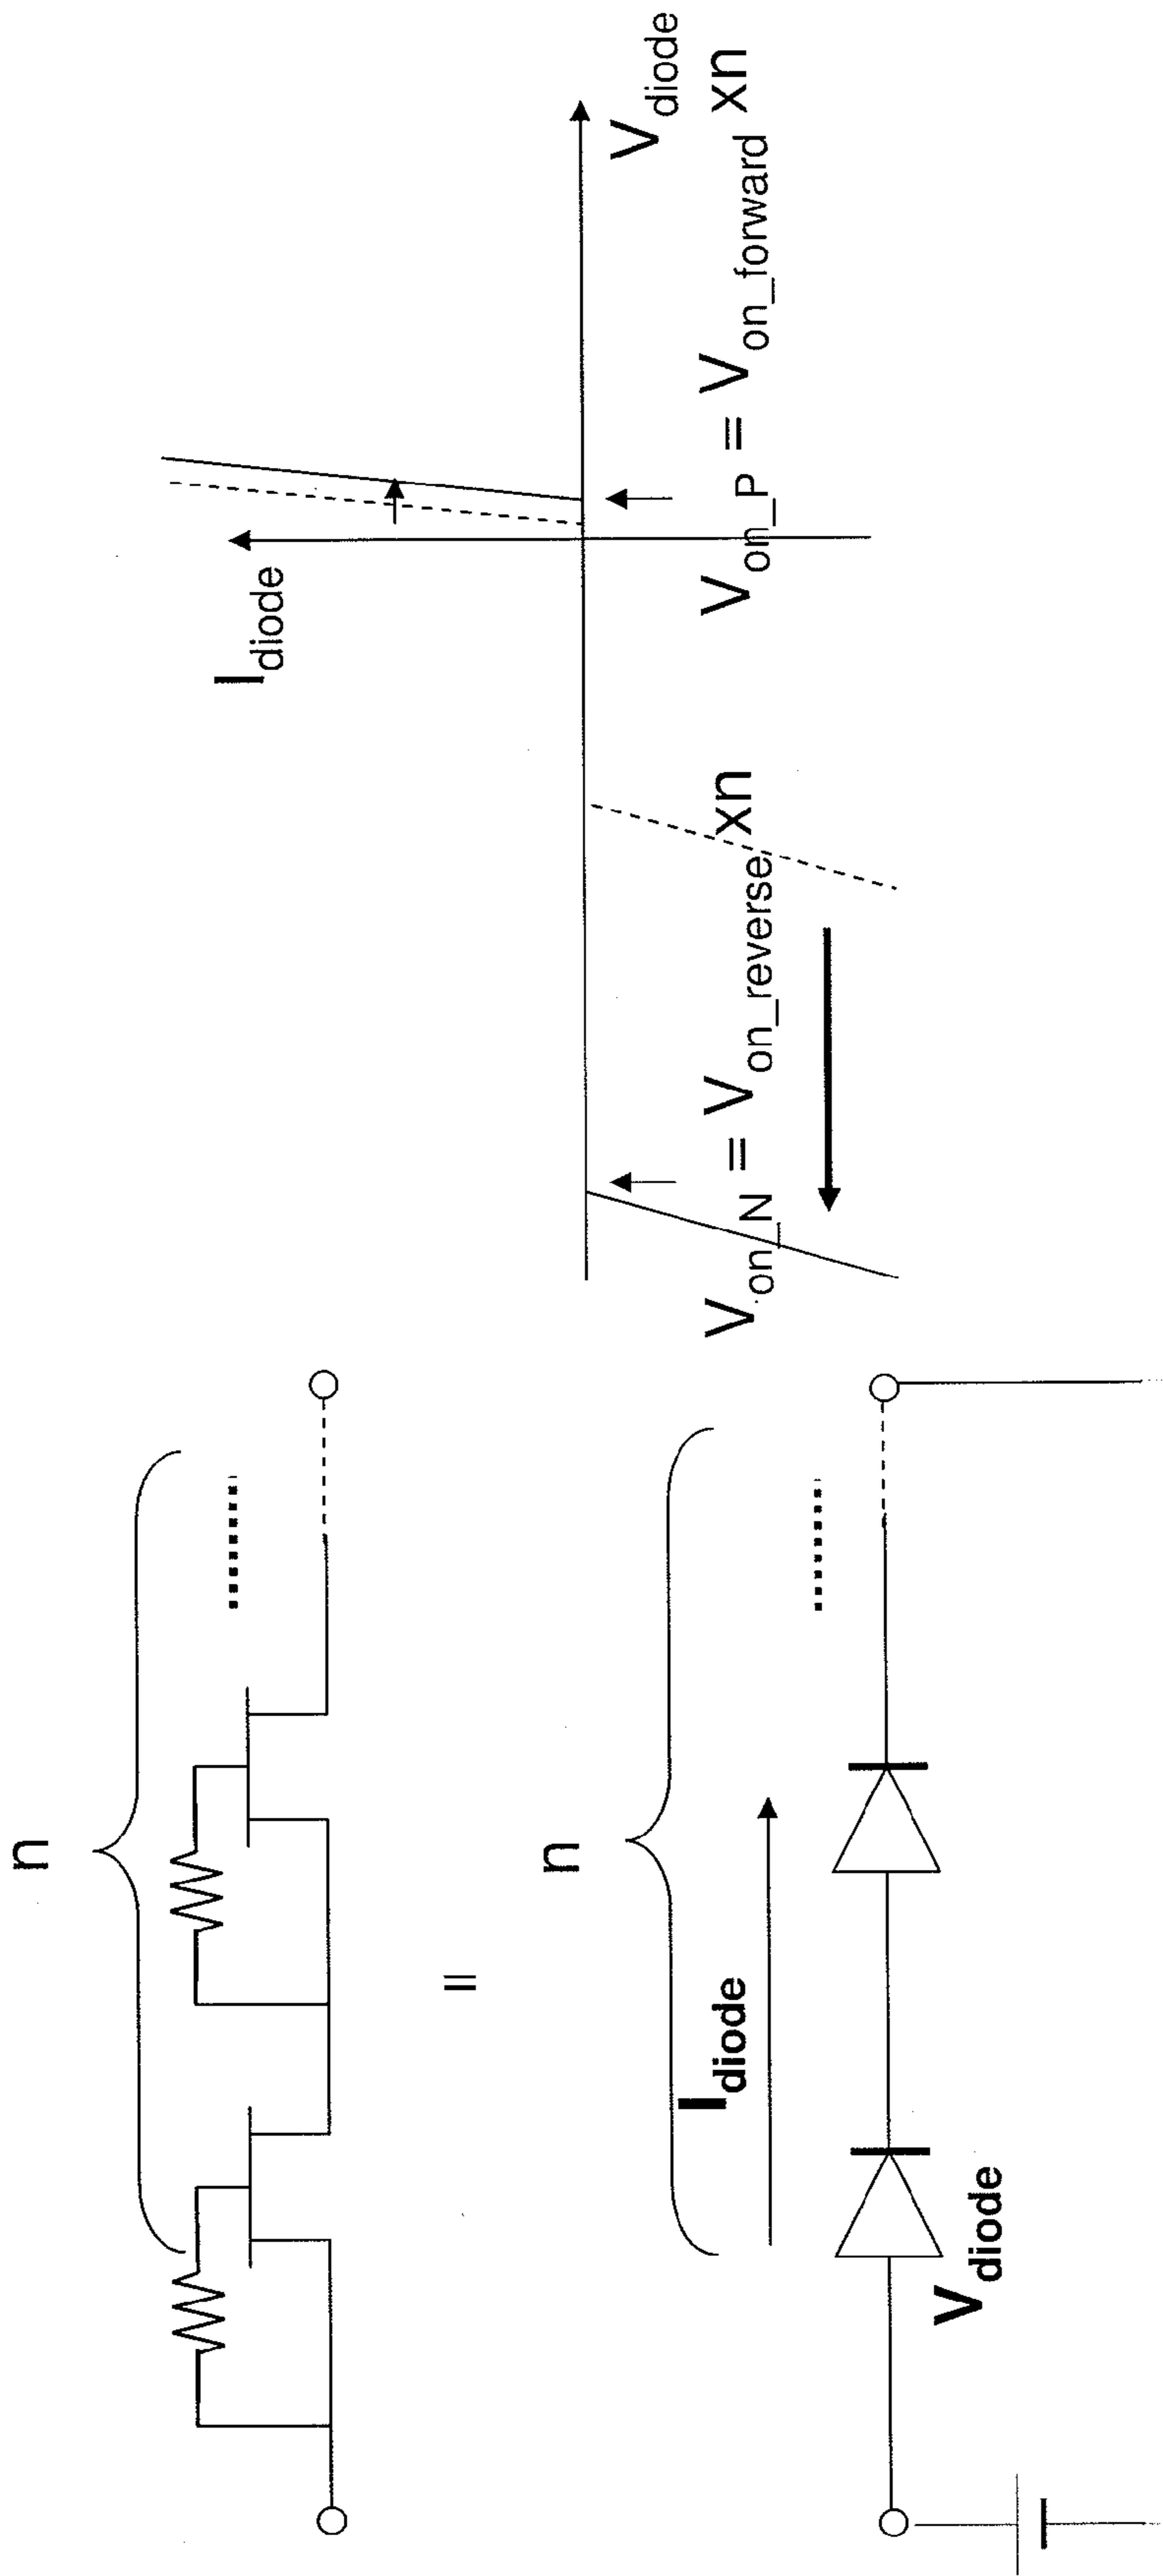 n
=
n
I_diode
V_diode
I_diode
V_diode
V_on_N = V_on_reverse xn
V_on_P = V_on_forward xn